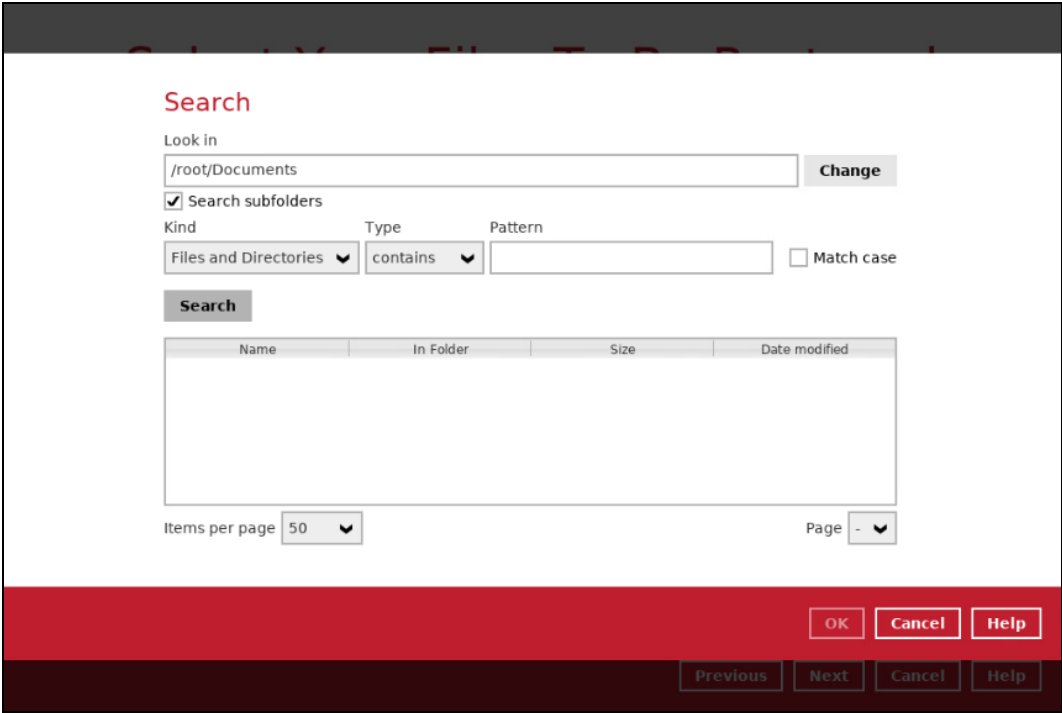 Search
Look in
/root/Documents Change
Search subfolders
Kind Type Pattern
Files and Directories contains Match case
Search
Name In Folder Size Date modified
Items per page 50 Page -
OK Cancel Help
Previous Next Cancel Help